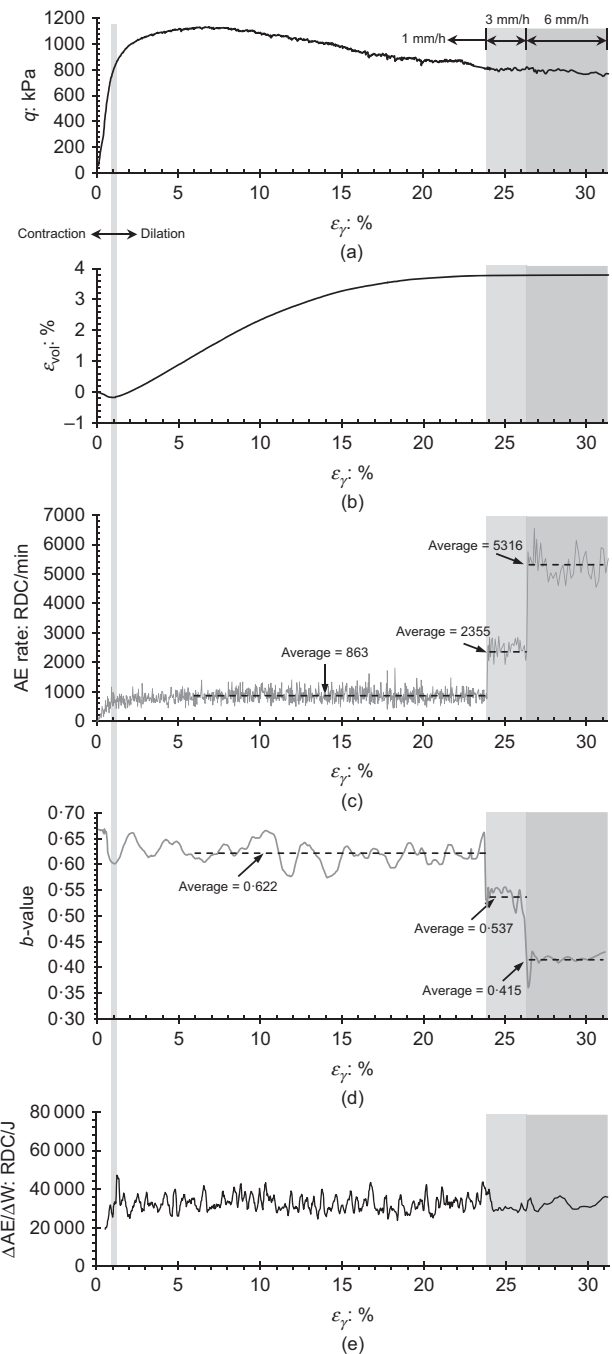 1200
1000
800
600
400
200
0
q: kPa
1 mm/h
3 mm/h
6 mm/h
0 5 10 15 20 25 30
εγ: %
(a)
Contraction
Dilation
4
3
2
1
0
–1
εvol: %
0 5 10 15 20 25 30
εγ: %
(b)
7000
6000
5000
4000
3000
2000
1000
0
AE rate: RDC/min
Average = 5316
Average = 2355
Average = 863
0 5 10 15 20 25 30
εγ: %
(c)
0·70
0·65
0·60
0·55
0·50
0·45
0·40
0·35
0·30
b-value
Average = 0·622
Average = 0·537
Average = 0·415
0 5 10 15 20 25 30
εγ: %
(d)
80 000
60 000
40 000
20 000
0
ΔAE/ΔW: RDC/J
0 5 10 15 20 25 30
εγ: %
(e)